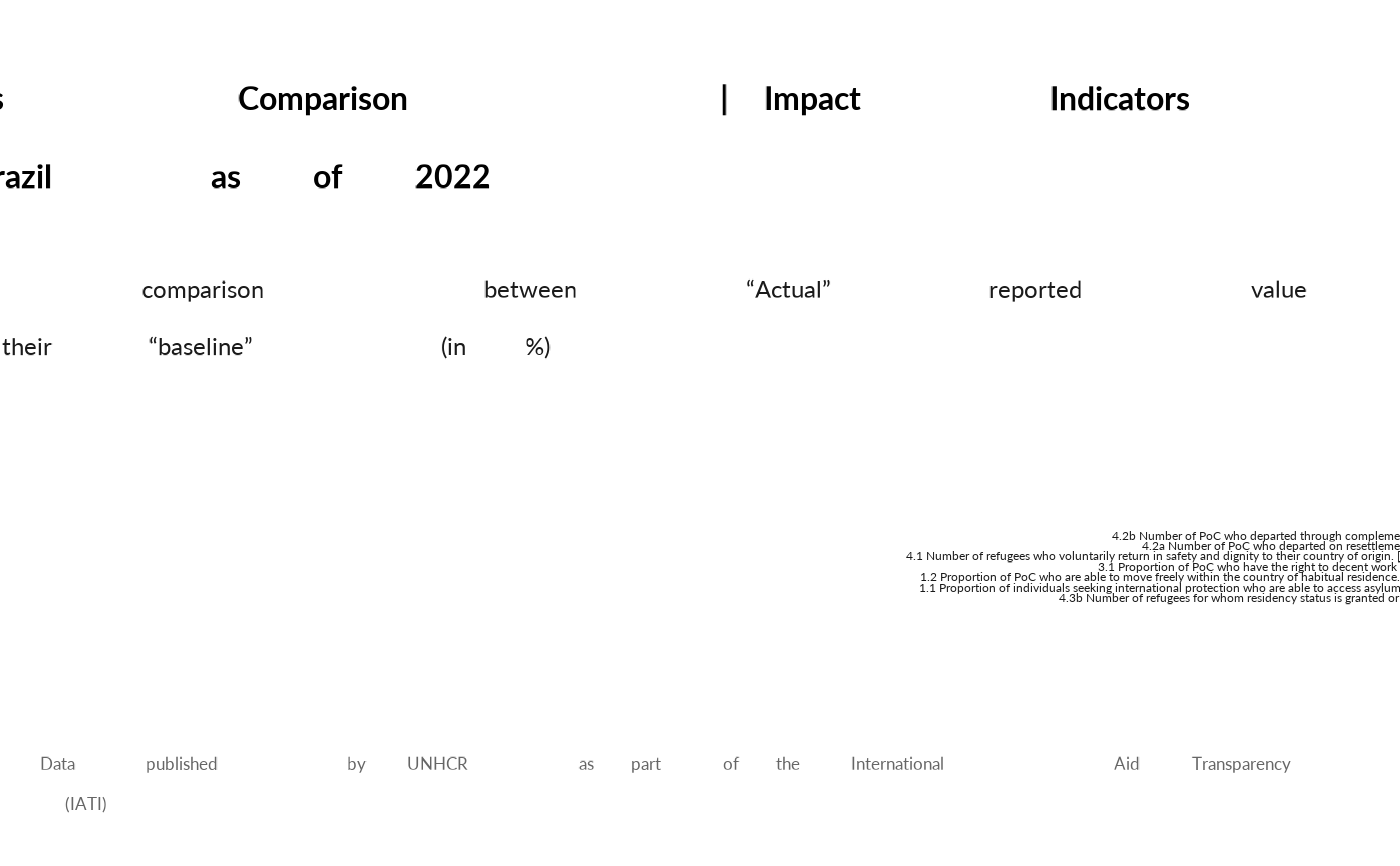 s Comparison | Impact Indicators
razil as of 2022
comparison between “Actual” reported value
their “baseline” (in %)
4.2b Number of PoC who departed through compleme
4.2a Number of PoC who departed on resettleme
4.1 Number of refugees who voluntarily return in safety and dignity to their country of origin. [
3.1 Proportion of PoC who have the right to decent work
1.2 Proportion of PoC who are able to move freely within the country of habitual residence.
1.1 Proportion of individuals seeking international protection who are able to access asylum
4.3b Number of refugees for whom residency status is granted or
Data published by UNHCR as part of the International Aid Transparency
(IATI)